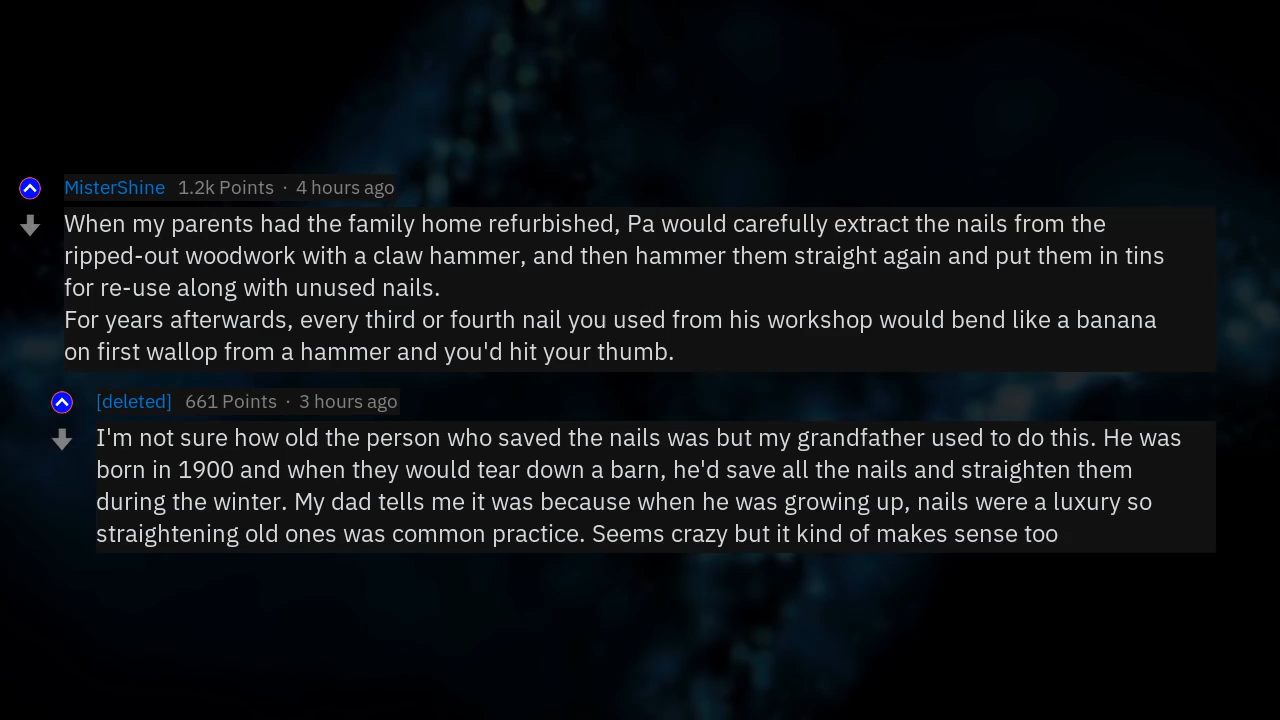 MisterShine 1.2k Points · 4 hours ago
When my parents had the family home refurbished, Pa would carefully extract the nails from the
ripped-out woodwork with a claw hammer, and then hammer them straight again and put them in tins
for re-use along with unused nails.
For years afterwards, every third or fourth nail you used from his workshop would bend like a banana
on first wallop from a hammer and you'd hit your thumb.
[deleted] 661 Points · 3 hours ago
I'm not sure how old the person who saved the nails was but my grandfather used to do this. He was
born in 1900 and when they would tear down a barn, he'd save all the nails and straighten them
during the winter. My dad tells me it was because when he was growing up, nails were a luxury so
straightening old ones was common practice. Seems crazy but it kind of makes sense too